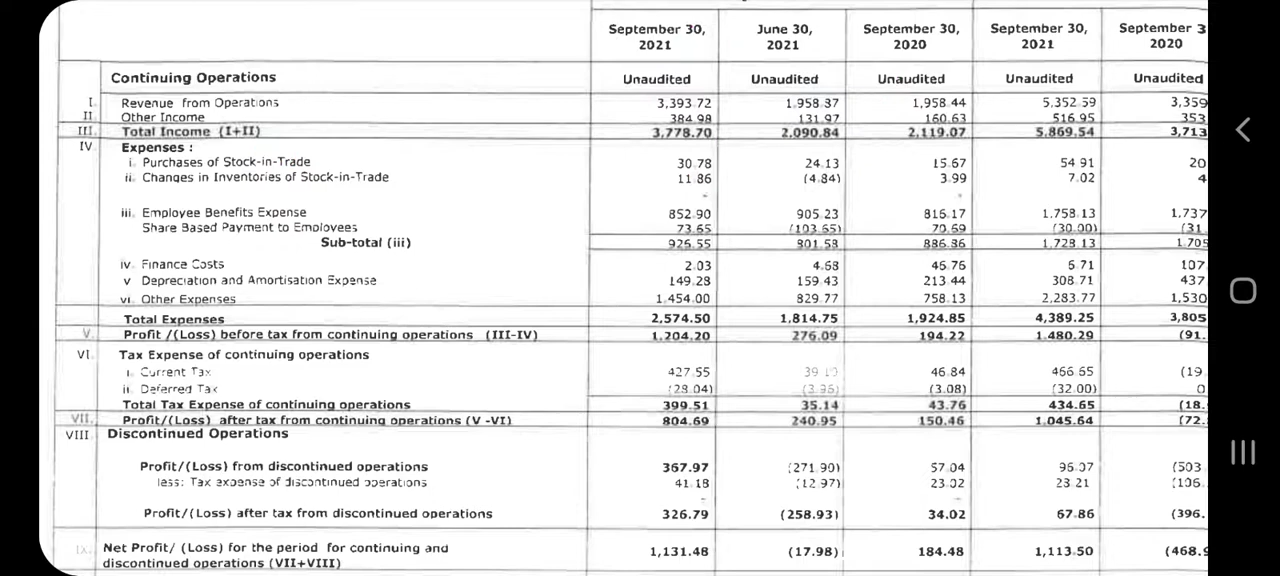 September 30, 2021 June 30, 2021 September 30, 2020 September 30, 2021 September 3 2020
Continuing Operations Unaudited Unaudited Unaudited Unaudited Unaudited
I. Revenue from Operations 3,393.72 1,958.87 1,958.44 5,352.59 3,359
II Other Income 384.98 131.97 160.63 516.95 353
III. Total Income (I+II) 3,778.70 2,090.84 2,119.07 5,869.54 3,713
IV Expenses :
i. Purchases of Stock-in-Trade 30.78 24.13 15.67 54.91 20
ii. Changes in Inventories of Stock-in-Trade 11.86 (4.84) 3.99 7.02 4
- -
iii. Employee Benefits Expense 852.90 905.23 816.17 1,758.13 1,737
Share Based Payment to Employees 73.65 (103.65) 70.69 (30.00) (31
Sub-total (iii) 926.55 801.58 886.86 1,728.13 1,705
iv. Finance Costs 2.03 4.68 46.76 6.71 107
v Depreciation and Amortisation Expense 149.28 159.43 213.44 308.71 437
vi. Other Expenses 1,454.00 829.77 758.13 2,283.77 1,530
Total Expenses 2,574.50 1,814.75 1,924.85 4,389.25 3,805
V. Profit /(Loss) before tax from continuing operations (III-IV) 1,204.20 276.09 194.22 1,480.29 (91.
VI. Tax Expense of continuing operations
i. Current Tax 427.55 39.10 46.84 466.65 (19
ii. Deferred Tax (28.04) (3.96) (3.08) (32.00) 0
Total Tax Expense of continuing operations 399.51 35.14 43.76 434.65 (18.
VII. Profit/(Loss) after tax from continuing operations (V -VI) 804.69 240.95 150.46 1,045.64 (72.
VIII Discontinued Operations
Profit/(Loss) from discontinued operations 367.97 (271.90) 57.04 96.07 (503
less: Tax expense of discontinued operations 41.18 (12.97) 23.02 28.21 (106.
- -
Profit/(Loss) after tax from discontinued operations 326.79 (258.93) 34.02 67.86 (396.
IX. Net Profit/ (Loss) for the period for continuing and discontinued operations (VII+VIII) 1,131.48 (17.98) 184.48 1,113.50 (468.9